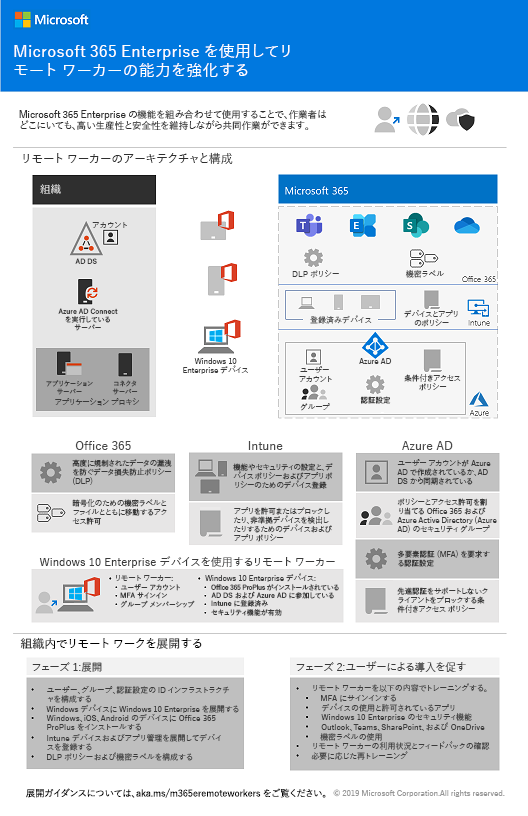 Microsoft
Microsoft 365 Enterprise を使用してリ
モート ワーカーの能力を強化する
Microsoft 365 Enterprise の機能を組み合わせて使用することで、作業者は
どこにいても、高い生産性と安全性を維持しながら共同作業ができます。
リモート ワーカーのアーキテクチャと構成
組織
アカウント
AD DS
Azure AD Connect
を実行している
サーバー
アプリケーション
サーバー
コネクタ
サーバー
アプリケーション プロキシ
Windows 10
Enterprise デバイス
Microsoft 365
DLP ポリシー
機密ラベル
Office 365
登録済みデバイス
デバイスとアプリ
のポリシー
Intune
Azure AD
ユーザー
アカウント
グループ
認証設定
条件付きアクセス
ポリシー
Azure
Office 365
高度に規制されたデータの漏洩
を防ぐデータ損失防止ポリシー
(DLP)
暗号化のための機密ラベルと
ファイルとともに移動するアク
セス許可
Intune
機能やセキュリティの設定と、デ
バイス ポリシーおよびアプリ ポ
リシーのためのデバイス登録
アプリを許可またはブロックし
たり、非準拠デバイスを検出し
たりするためのデバイスおよび
アプリ ポリシー
Azure AD
ユーザー アカウントが Azure
AD で作成されているか、AD
DS から同期されている
ポリシーとアクセス許可を割
り当てる Office 365 および
Azure Active Directory (Azure
AD) のセキュリティ グループ
多要素認証 (MFA) を要求す
る認証設定
先進認証をサポートしないク
ライアントをブロックする条
件付きアクセス ポリシー
Windows 10 Enterprise デバイスを使用するリモート ワーカー
• リモート ワーカー:
• ユーザー アカウント
• MFA サインイン
• グループ メンバーシップ
• Windows 10 Enterprise デバイス:
• Office 365 ProPlus がインストールされている
• AD DS および Azure AD に参加している
• Intune に登録済み
• セキュリティ機能が有効
組織内でリモート ワークを展開する
フェーズ 1:展開
• ユーザー、グループ、認証設定の ID インフラストラクチ
ャを構成する
• Windows デバイスに Windows 10 Enterprise を展開する
• Windows、iOS、Android のデバイスに Office 365
ProPlus をインストールする
• Intune デバイスおよびアプリ管理を展開してデバイ
スを登録する
• DLP ポリシーおよび機密ラベルを構成する
フェーズ 2:ユーザーによる導入を促す
• リモート ワーカーを以下の内容でトレーニングする。
• MFA にサインインする
• デバイスの使用と許可されているアプリ
• Windows 10 Enterprise のセキュリティ機能
• Outlook、Teams、SharePoint、および OneDrive
• 機密ラベルの使用
• リモート ワーカーの利用状況とフィードバックの確認
• 必要に応じた再トレーニング
展開ガイダンスについては、aka.ms/m365eremoteworkers をご覧ください。 © 2019 Microsoft Corporation.All rights reserved.